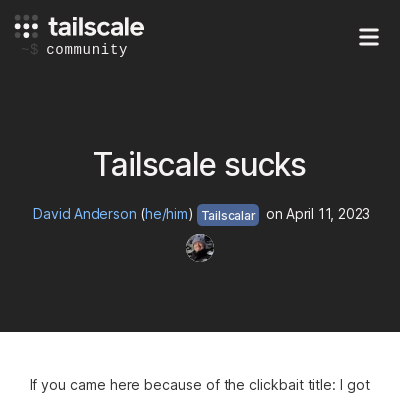 tailscale
~$ community
Tailscale sucks
David Anderson (he/him) Tailscalar on April 11, 2023
If you came here because of the clickbait title: I got